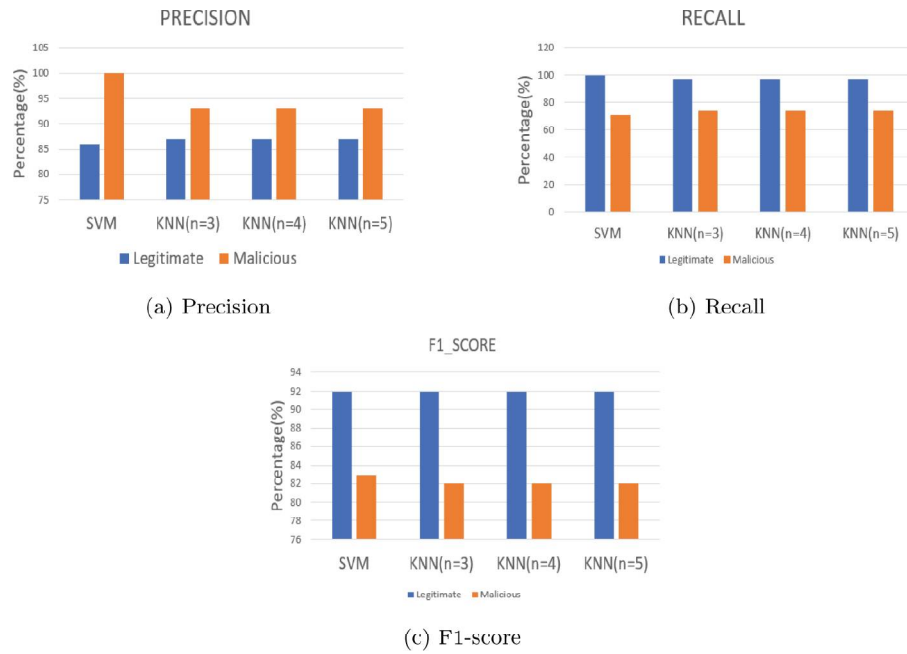 PRECISION
Percentage(%)
105
100
95
90
85
80
75
SVM KNN(n=3) KNN(n=4) KNN(n=5)
Legitimate Malicious
(a) Precision
RECALL
Percentage(%)
120
100
80
60
40
20
0
SVM KNN(n=3) KNN(n=4) KNN(n=5)
Legitimate Malicious
(b) Recall
F1_SCORE
Percentage(%)
94
92
90
88
86
84
82
78
76
SVM KNN(n=3) KNN(n=4) KNN(n=5)
Legitimate Malicious
(c) F1-score